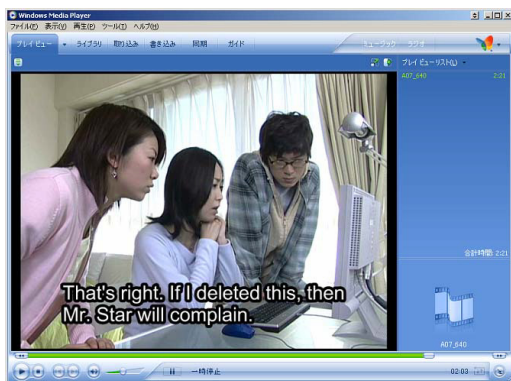 Windows Media Player
ファイル(F) 表示(V) 再生(P) ツール(T) ヘルプ(H)
プレイ ビュー ライブラリ 取り込み 書き込み 同期 ガイド ミュージック ラジオ
プレイ ビュー リスト(L)
A07_640 2:21
That's right. If I deleted this, then
Mr. Star will complain.
合計時間: 2:21
A07_640
一時停止 02:03